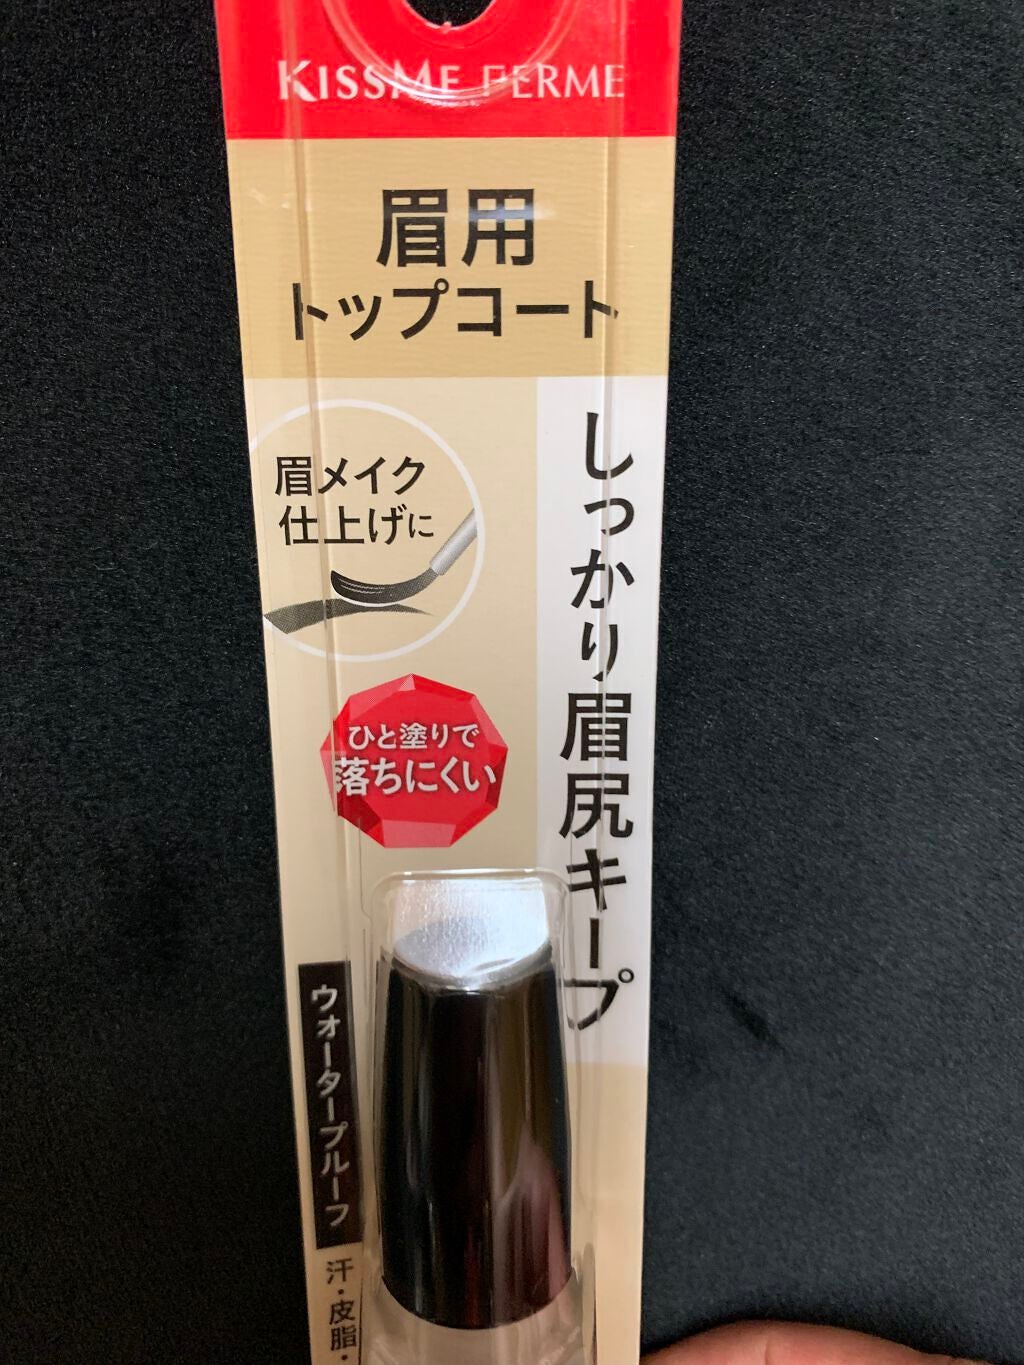 KISSME FERME
眉用
トップコート
眉メイク
仕上げに
しっかり眉尻キープ
ひと塗りで
落ちにくい
ウォータープルーフ
汗・皮脂・